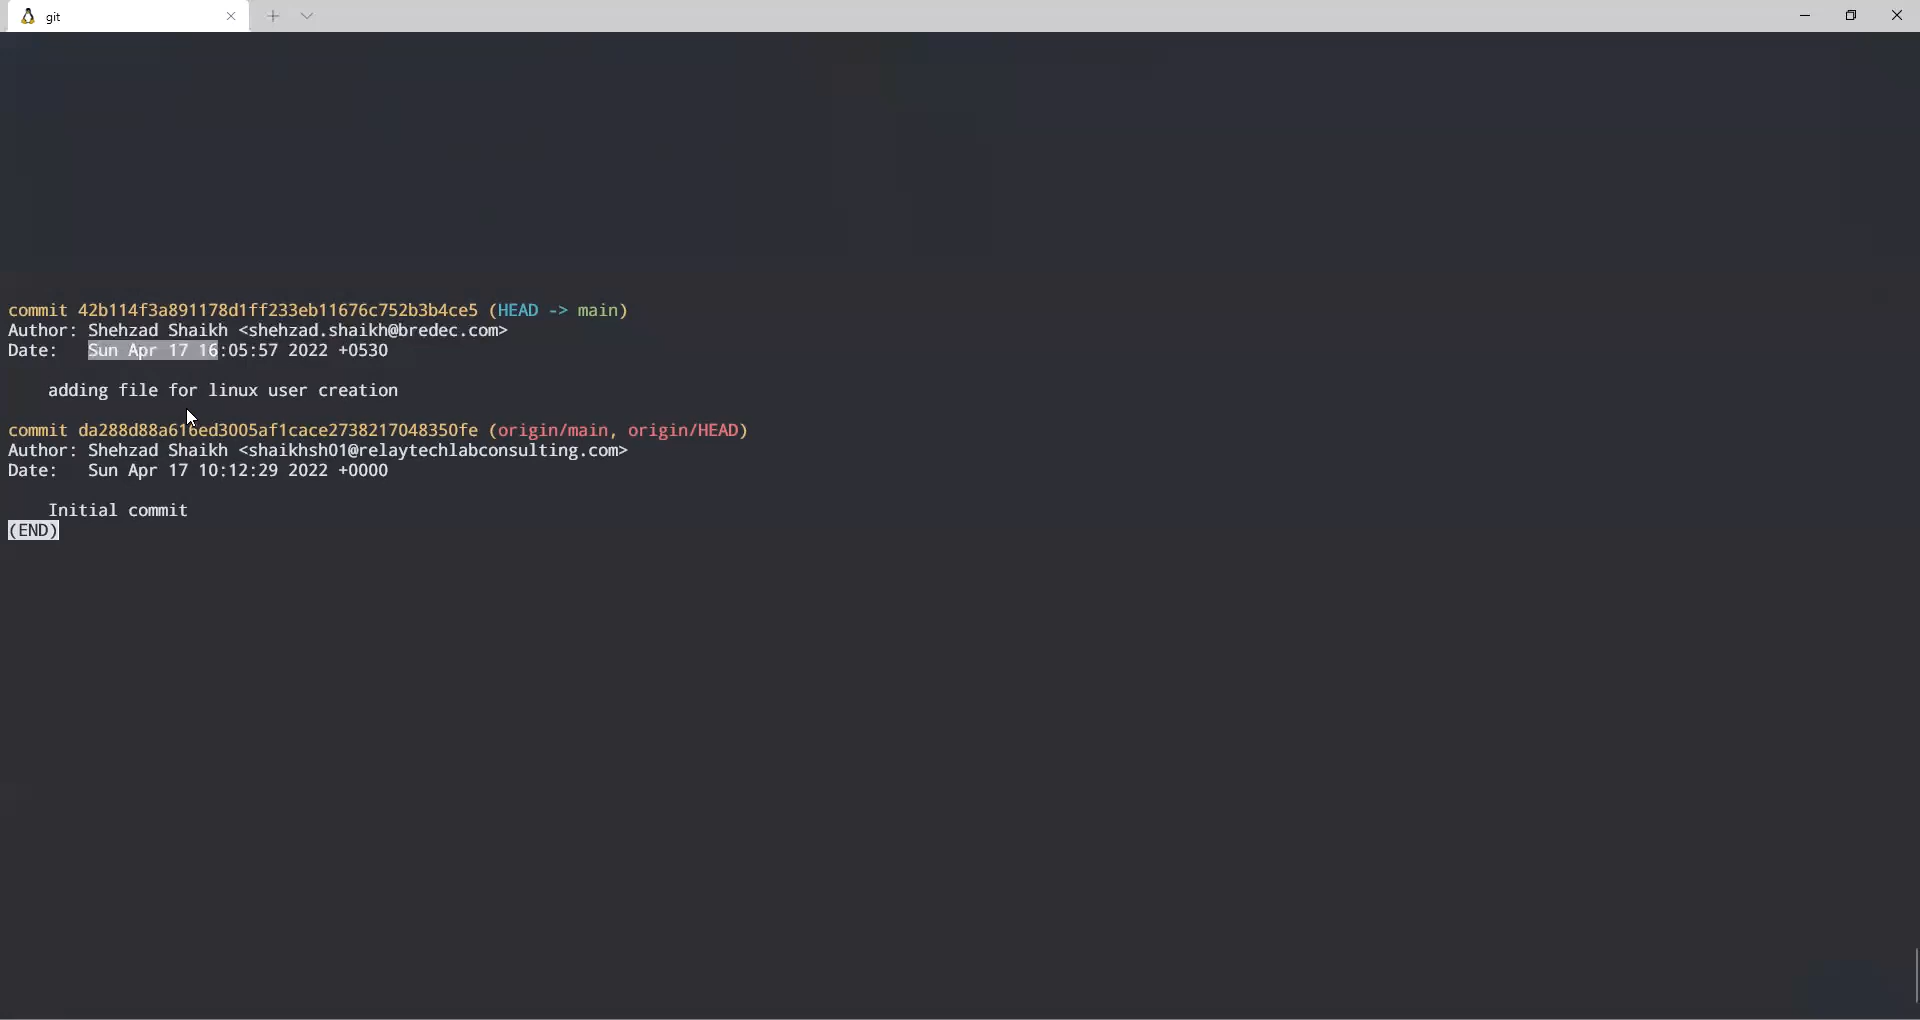 git
commit 42b114f3a891178d1ff233eb11676c752b3b4ce5 (HEAD -> main)
Author: Shehzad Shaikh <shehzad.shaikh@bredec.com>
Date:   Sun Apr 17 16:05:57 2022 +0530
adding file for linux user creation
commit da288d88a616ed3005af1cace2738217048350fe (origin/main, origin/HEAD)
Author: Shehzad Shaikh <shaikhsh01@relaytechlabconsulting.com>
Date:   Sun Apr 17 10:12:29 2022 +0000
Initial commit
(END)